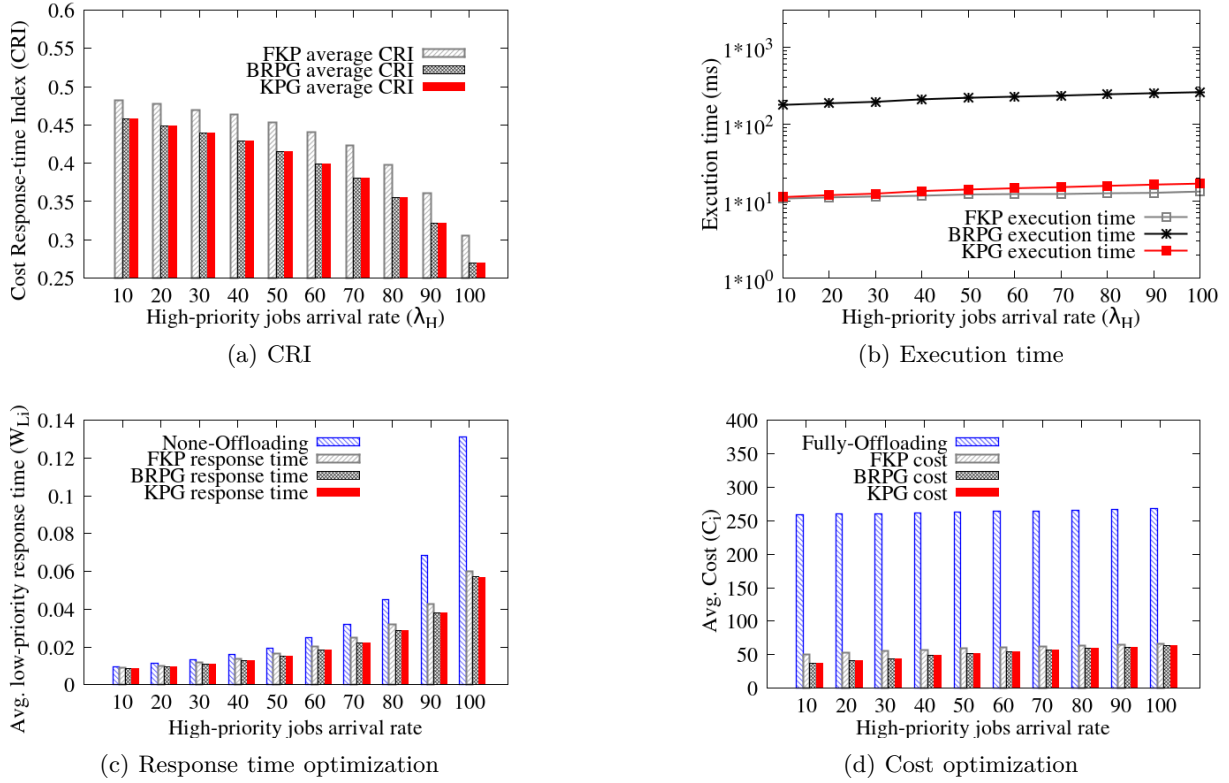 Cost Response-time Index (CRI)
0.6
0.55
0.5
0.45
0.4
0.35
0.3
0.25
FKP average CRI
BRPG average CRI
KPG average CRI
10 20 30 40 50 60 70 80 90 100
High-priority jobs arrival rate (λH)
(a) CRI
Excution time (ms)
1*10³
1*10²
1*10¹
1*10⁰
FKP execution time
BRPG execution time
KPG execution time
10 20 30 40 50 60 70 80 90 100
High-priority jobs arrival rate (λH)
(b) Execution time
Avg. low-priority response time (WLi)
0.14
0.12
0.1
0.08
0.06
0.04
0.02
0
None-Offloading
FKP response time
BRPG response time
KPG response time
10 20 30 40 50 60 70 80 90 100
High-priority jobs arrival rate
(c) Response time optimization
Avg. Cost (Ci)
400
350
300
250
200
150
100
50
0
Fully-Offloading
FKP cost
BRPG cost
KPG cost
10 20 30 40 50 60 70 80 90 100
High-priority jobs arrival rate
(d) Cost optimization